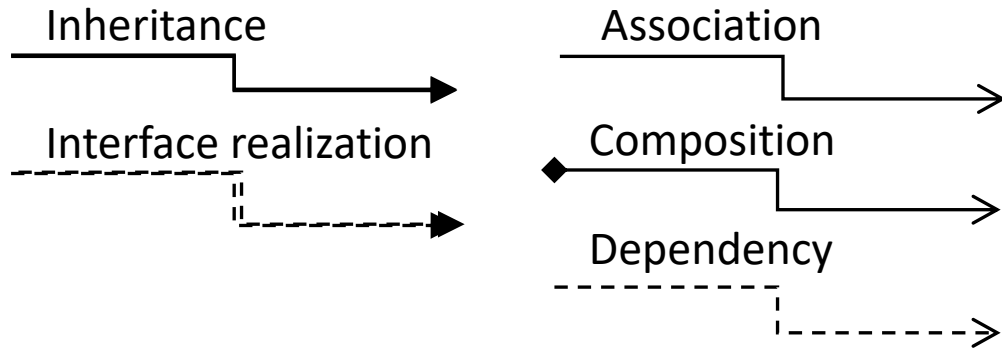 Inheritance
Association
Interface realization
Composition
Dependency